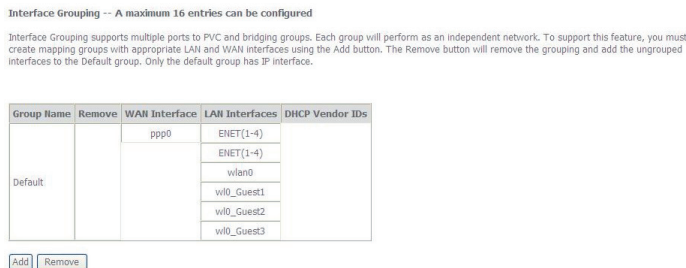 Interface Grouping -- A maximum 16 entries can be configured
Interface Grouping supports multiple ports to PVC and bridging groups. Each group will perform as an independent network. To support this feature, you must
create mapping groups with appropriate LAN and WAN interfaces using the Add button. The Remove button will remove the grouping and add the ungrouped
interfaces to the Default group. Only the default group has IP interface.
Group Name Remove WAN Interface LAN Interfaces DHCP Vendor IDs
Default ppp0 ENET(1-4)
ENET(1-4)
wlan0
wl0_Guest1
wl0_Guest2
wl0_Guest3
Add Remove